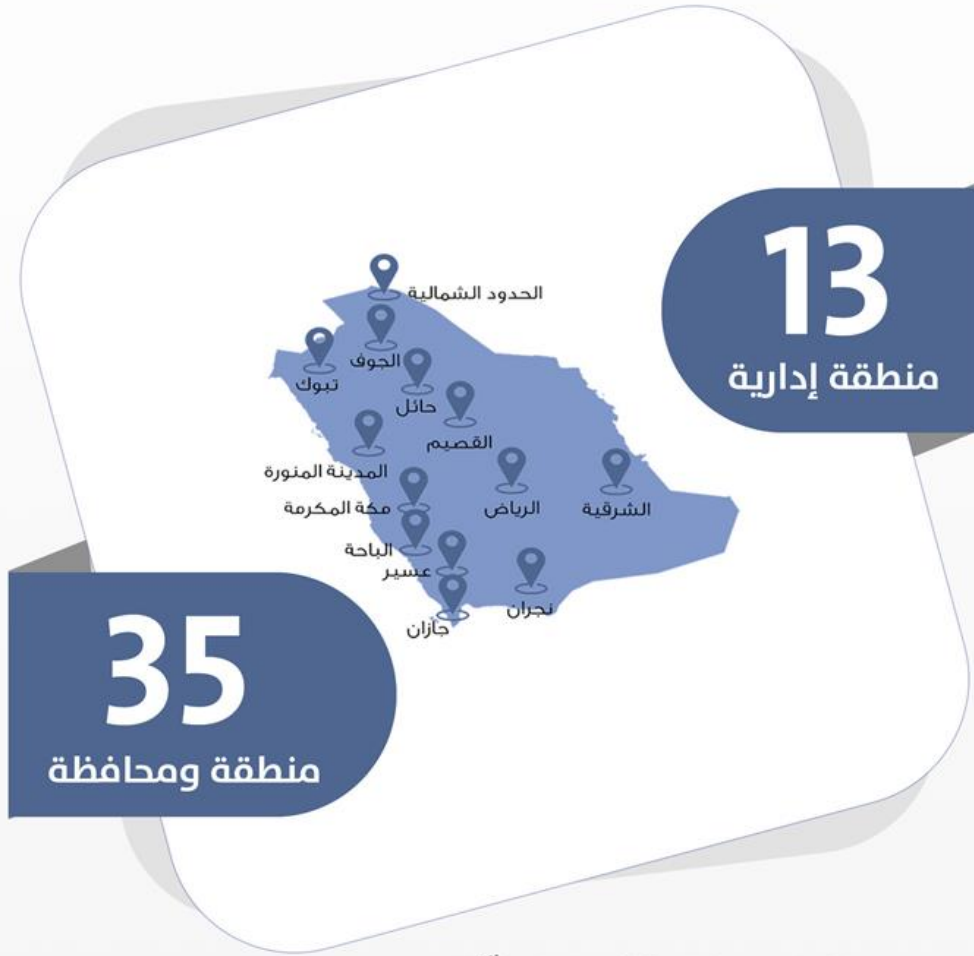 13
منطقة إدارية
الحدود الشمالية
الجوف
تبوك
حائل
القصيم
المدينة المنورة
الرياض
الشرقية
مكة المكرمة
الباحة
عسير
نجران
جازان
35
منطقة ومحافظة